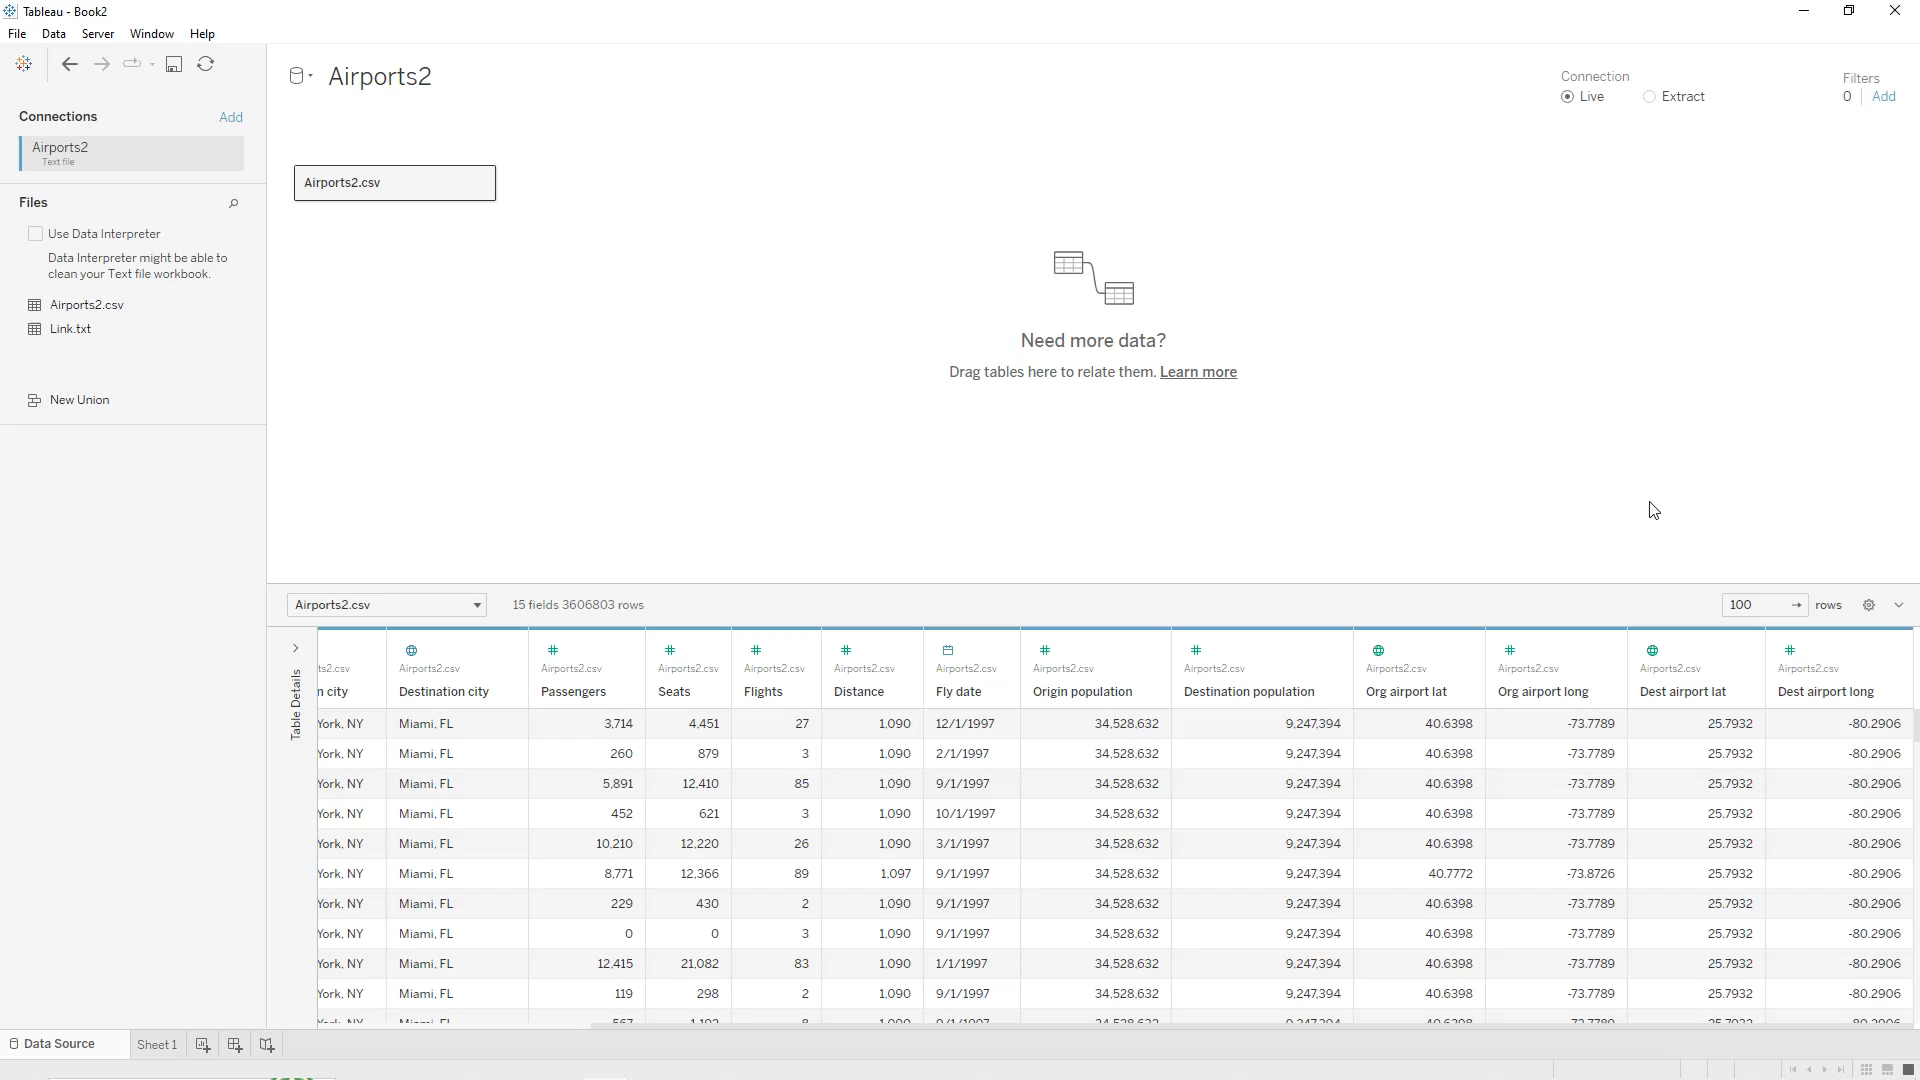 Tableau - Book2
File Data Server Window Help
Airports2
Connection
Live Extract
Filters
0 Add
Connections Add
Airports2
Text file
Airports2.csv
Files
Use Data Interpreter
Data Interpreter might be able to
clean your Text file workbook.
Airports2.csv
Link.txt
New Union
Need more data?
Drag tables here to relate them. Learn more
Airports2.csv 15 fields 3606803 rows 100 rows
Table Details
ts2.csv Airports2.csv Airports2.csv Airports2.csv Airports2.csv Airports2.csv Airports2.csv Airports2.csv Airports2.csv Airports2.csv Airports2.csv Airports2.csv Airports2.csv
n city Destination city Passengers Seats Flights Distance Fly date Origin population Destination population Org airport lat Org airport long Dest airport lat Dest airport long
York, NY Miami, FL 3,714 4,451 27 1,090 12/1/1997 34,528,632 9,247,394 40.6398 -73.7789 25.7932 -80.2906
York, NY Miami, FL 260 879 3 1,090 2/1/1997 34,528,632 9,247,394 40.6398 -73.7789 25.7932 -80.2906
York, NY Miami, FL 5,891 12,410 85 1,090 9/1/1997 34,528,632 9,247,394 40.6398 -73.7789 25.7932 -80.2906
York, NY Miami, FL 452 621 3 1,090 10/1/1997 34,528,632 9,247,394 40.6398 -73.7789 25.7932 -80.2906
York, NY Miami, FL 10,210 12,220 26 1,090 3/1/1997 34,528,632 9,247,394 40.6398 -73.7789 25.7932 -80.2906
York, NY Miami, FL 8,771 12,366 89 1,097 9/1/1997 34,528,632 9,247,394 40.7772 -73.8726 25.7932 -80.2906
York, NY Miami, FL 229 430 2 1,090 9/1/1997 34,528,632 9,247,394 40.6398 -73.7789 25.7932 -80.2906
York, NY Miami, FL 0 0 3 1,090 9/1/1997 34,528,632 9,247,394 40.6398 -73.7789 25.7932 -80.2906
York, NY Miami, FL 12,415 21,082 83 1,090 1/1/1997 34,528,632 9,247,394 40.6398 -73.7789 25.7932 -80.2906
York, NY Miami, FL 119 298 2 1,090 9/1/1997 34,528,632 9,247,394 40.6398 -73.7789 25.7932 -80.2906
Data Source Sheet 1